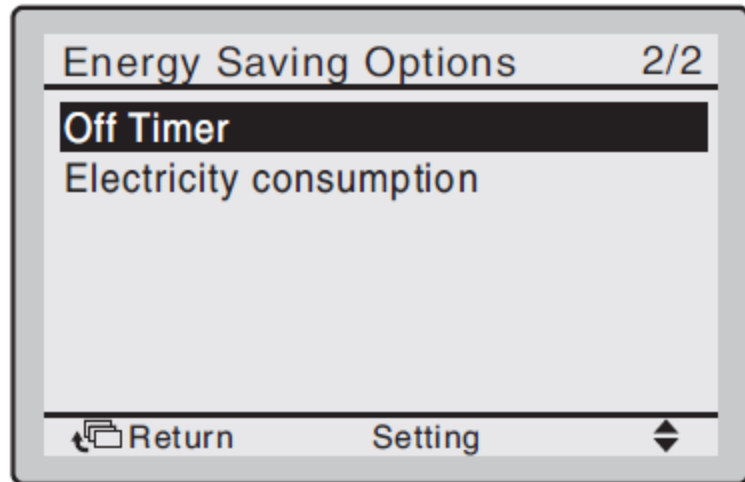 Energy Saving Options 2/2
Off Timer
Electricity consumption
Return Setting